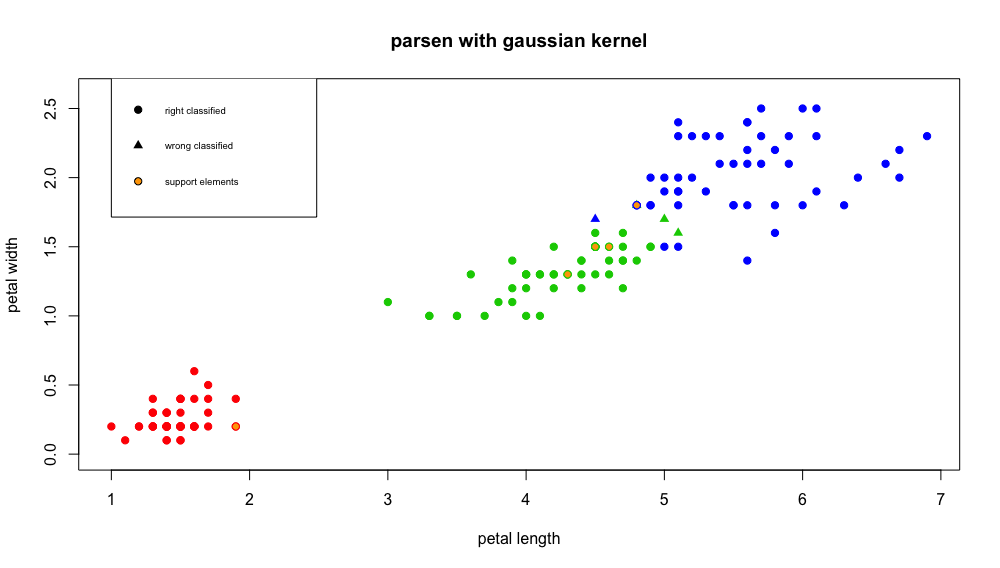 parsen with gaussian kernel
right classified
wrong classified
support elements
petal width
0.0
0.5
1.0
1.5
2.0
2.5
1 2 3 4 5 6 7
petal length